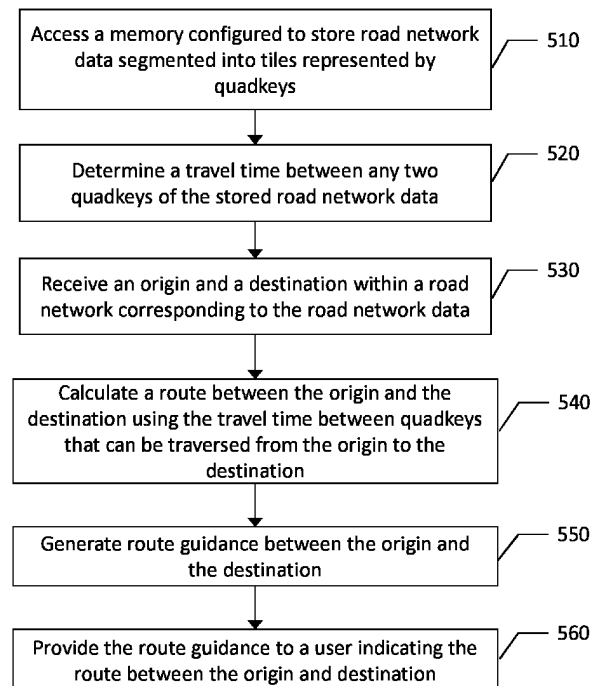 Access a memory configured to store road network
data segmented into tiles represented by
quadkeys
510
Determine a travel time between any two
quadkeys of the stored road network data
520
Receive an origin and a destination within a road
network corresponding to the road network data
530
Calculate a route between the origin and the
destination using the travel time between quadkeys
that can be traversed from the origin to the
destination
540
Generate route guidance between the origin and
the destination
550
Provide the route guidance to a user indicating the
route between the origin and destination
560